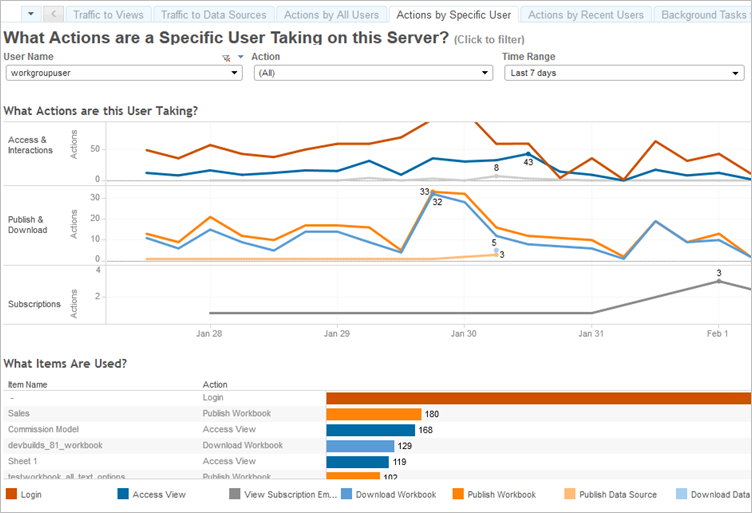 Traffic to Views Traffic to Data Sources Actions by All Users Actions by Specific User Actions by Recent Users Background Tasks
What Actions are a Specific User Taking on this Server? (Click to filter)
User Name Action Time Range
workgroupuser (All) Last 7 days
What Actions are this User Taking?
Access &
Interactions
Actions
50
0
8
43
Publish &
Download
Actions
30
20
10
0
33
32
5
3
Subscriptions
Actions
4
2
3
Jan 28 Jan 29 Jan 30 Jan 31 Feb 1
What Items Are Used?
Item Name Action
- Login
Sales Publish Workbook 180
Commission Model Access View 168
devbuilds_81_workbook Download Workbook 129
Sheet 1 Access View 119
testworkbook_all_text_options Publish Workbook 102
Login Access View View Subscription Em... Download Workbook Publish Workbook Publish Data Source Download Data